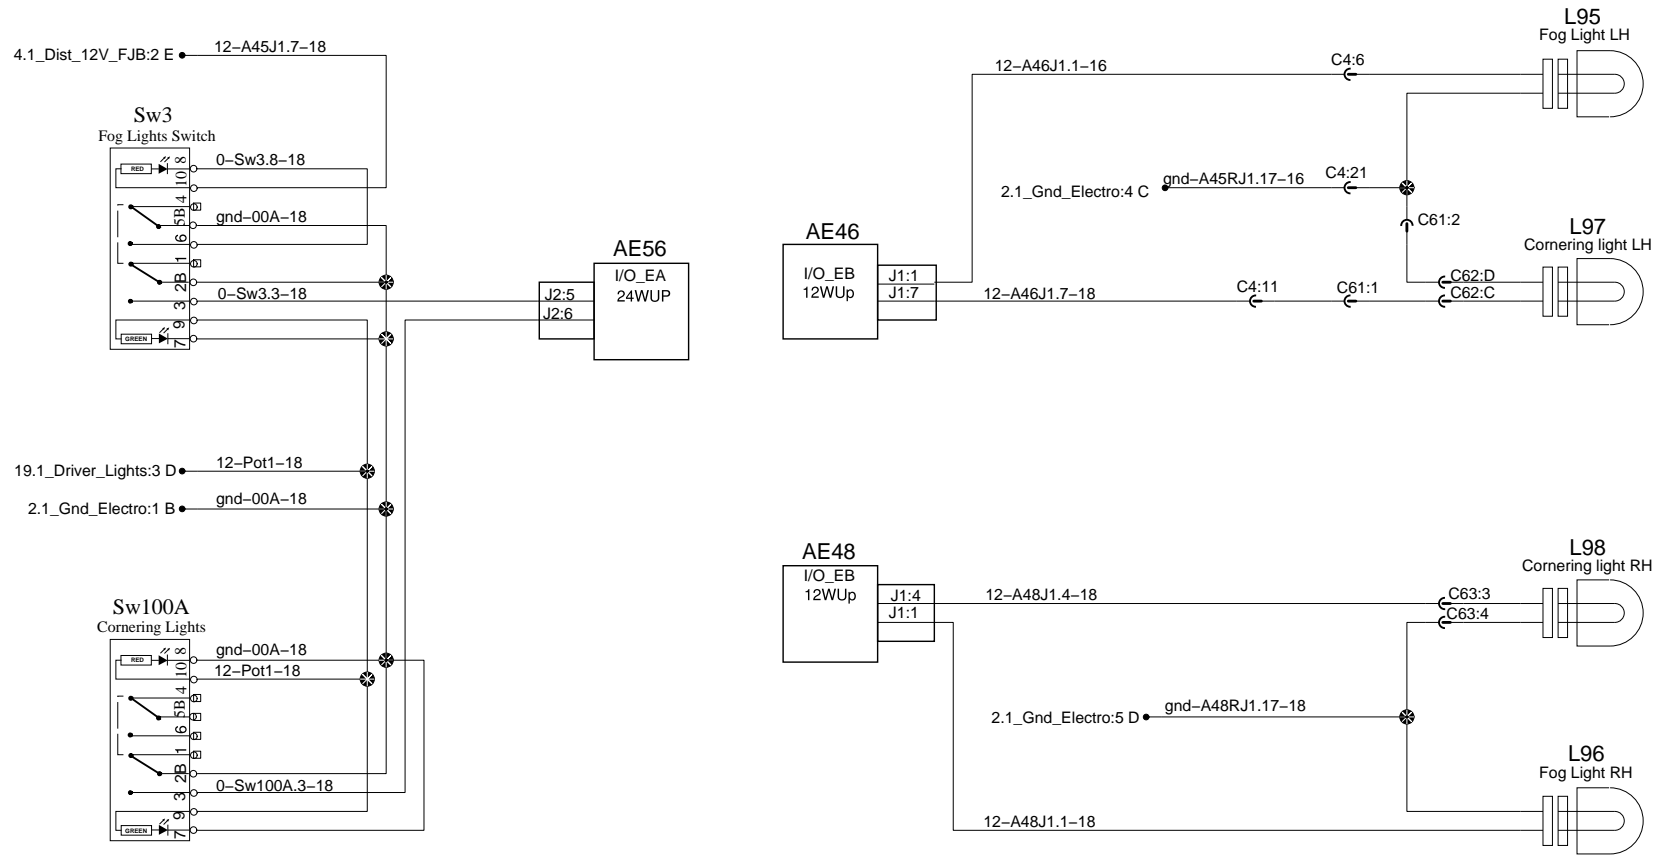 4.1_Dist_12V_FJB:2 E
12–A45J1.7–18
Sw3
Fog Lights Switch
RED
8
0–Sw3.8–18
10
4
5B
gnd–00A–18
6
1
2B
3
0–Sw3.3–18
9
GREEN
7
AE56
I/O_EA
24WUP
J2:5
J2:6
19.1_Driver_Lights:3 D
12–Pot1–18
2.1_Gnd_Electro:1 B
gnd–00A–18
Sw100A
Cornering Lights
RED
8
gnd–00A–18
10
12–Pot1–18
4
5B
6
1
2B
3
0–Sw100A.3–18
9
GREEN
7
L95
Fog Light LH
12–A46J1.1–16
C4:6
2.1_Gnd_Electro:4 C
gnd–A45RJ1.17–16
C4:21
C61:2
AE46
I/O_EB
12WUp
J1:1
J1:7
12–A46J1.7–18
C4:11
C61:1
C62:D
C62:C
L97
Cornering light LH
AE48
I/O_EB
12WUp
J1:4
J1:1
12–A48J1.4–18
C63:3
C63:4
L98
Cornering light RH
2.1_Gnd_Electro:5 D
gnd–A48RJ1.17–18
L96
Fog Light RH
12–A48J1.1–18